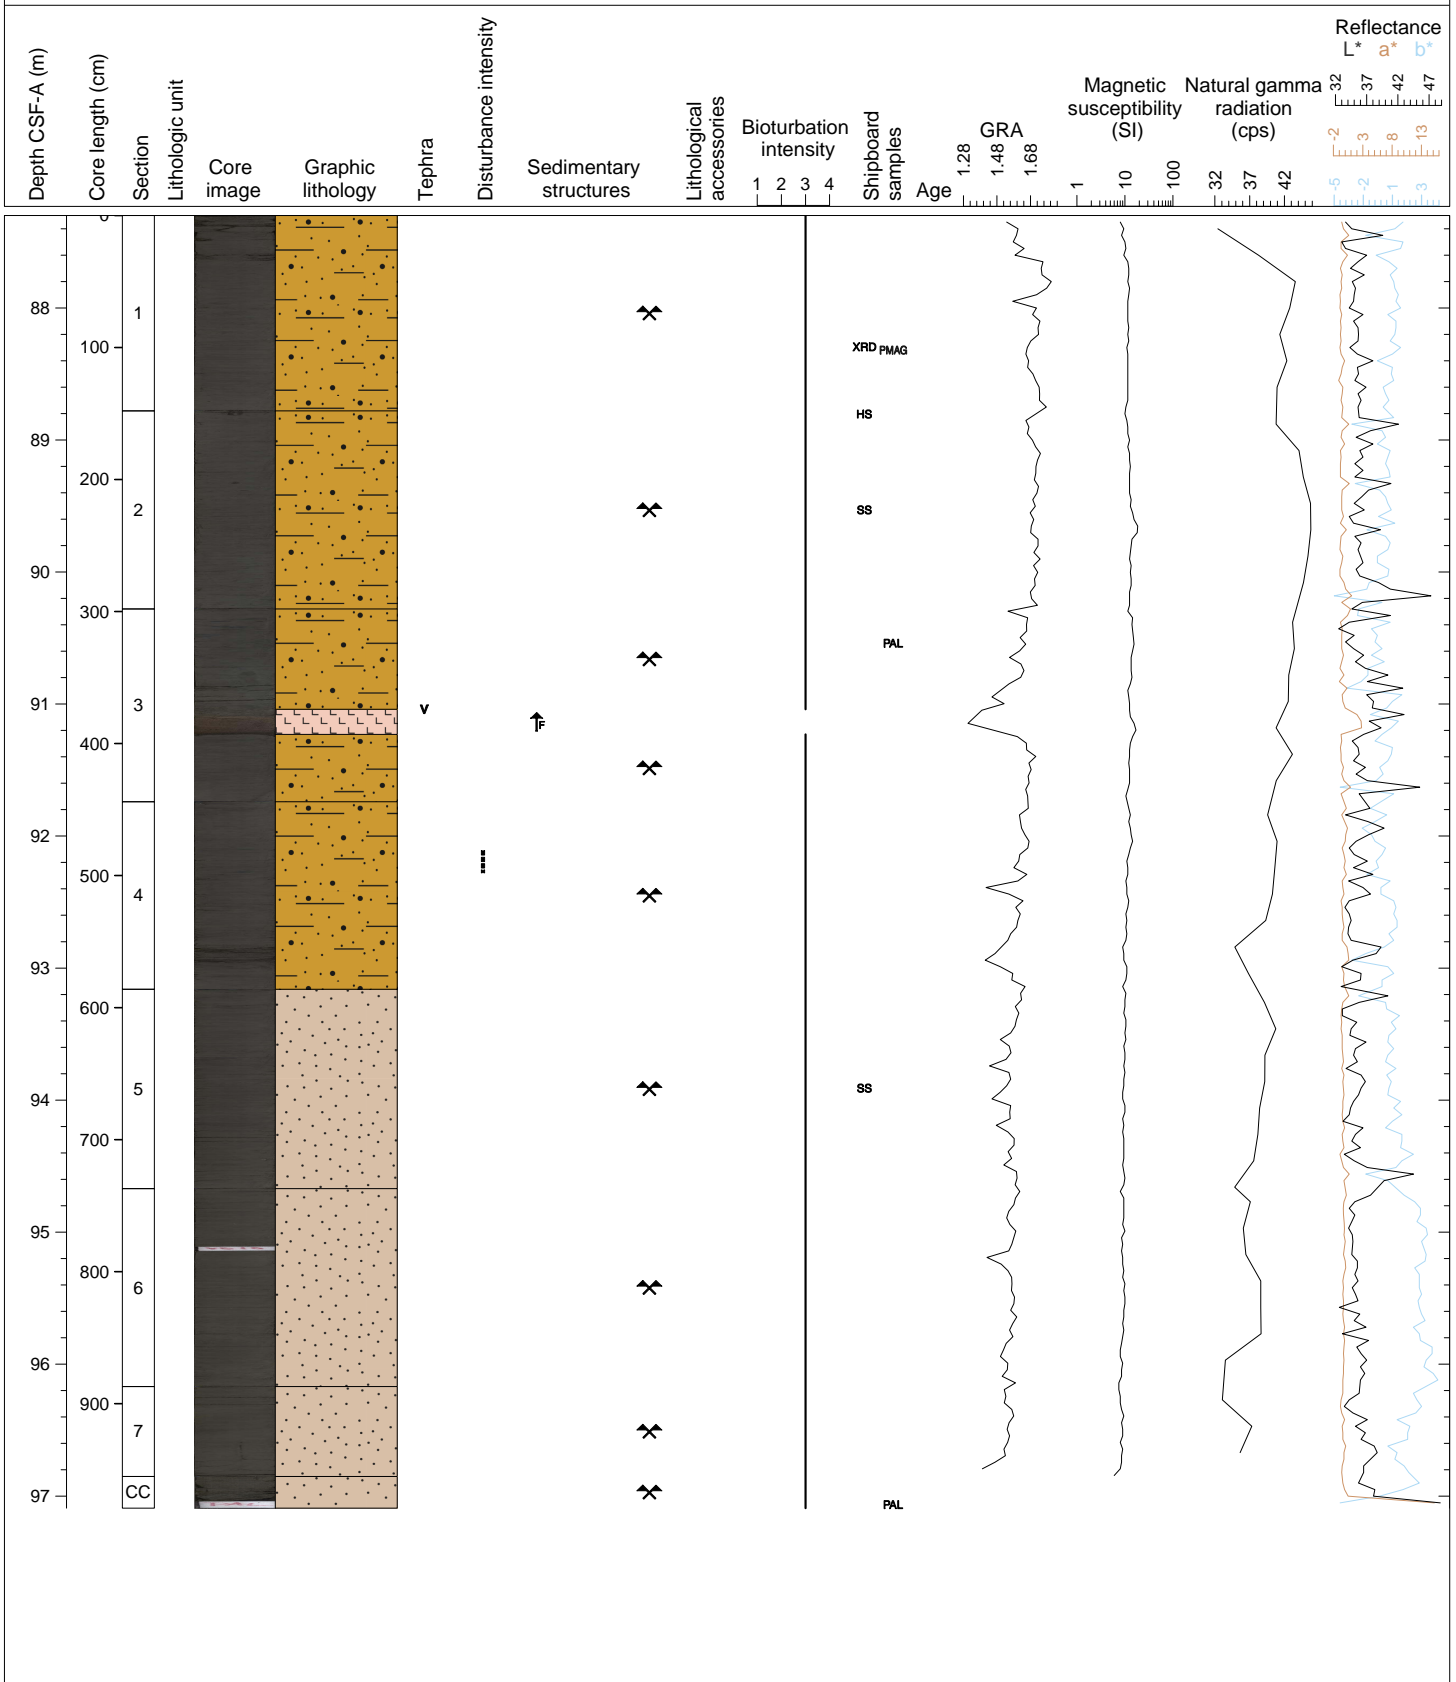 Depth CSF-A (m)
Core length (cm)
Section
Lithologic unit
Core
image
Graphic
lithology
Tephra
Disturbance intensity
Sedimentary
structures
Lithological
accessories
Bioturbation
intensity
1 2 3 4
Shipboard
samples
Age
GRA
1.28 1.48 1.68
Magnetic
susceptibility
(SI)
1 10 100
Natural gamma
radiation
(cps)
32 37 42
Reflectance
L* a* b*
32 37 42 47
-2 3 8 13
-5 -2 1 3
0
88
1
100
XRD PMAG
HS
89
200
2
SS
90
300
PAL
91
3
V
F
400
92
500
4
93
600
5
SS
94
700
95
800
6
96
900
7
97
CC
PAL